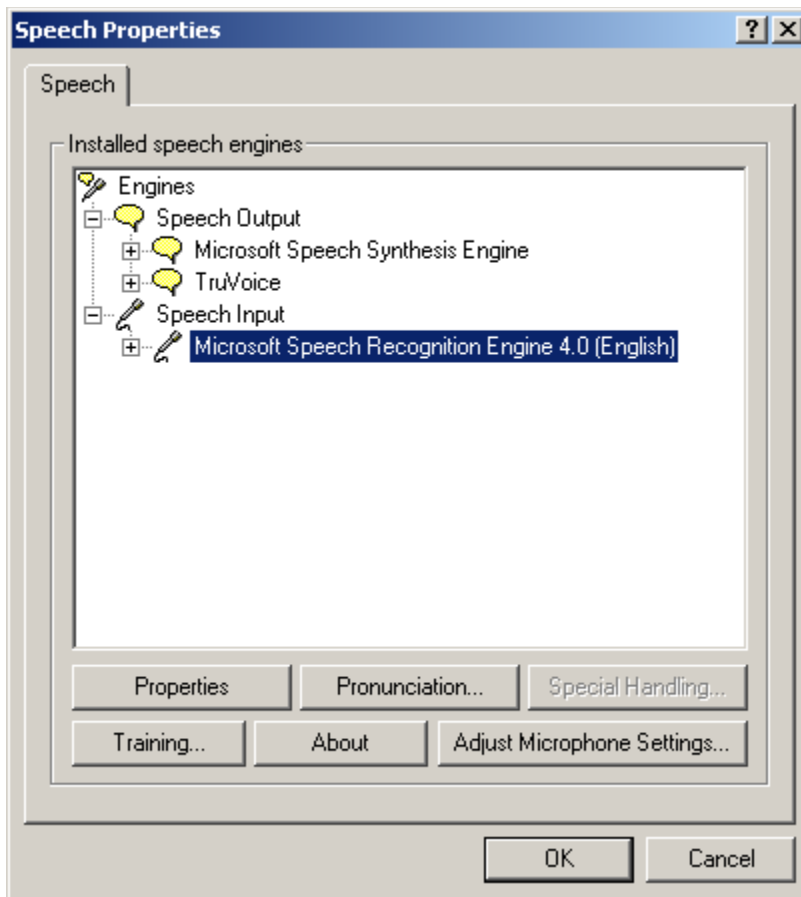 Speech Properties
Speech
Installed speech engines
Engines
Speech Output
Microsoft Speech Synthesis Engine
TruVoice
Speech Input
Microsoft Speech Recognition Engine 4.0 (English)
Properties Pronunciation... Special Handling...
Training... About Adjust Microphone Settings...
OK Cancel